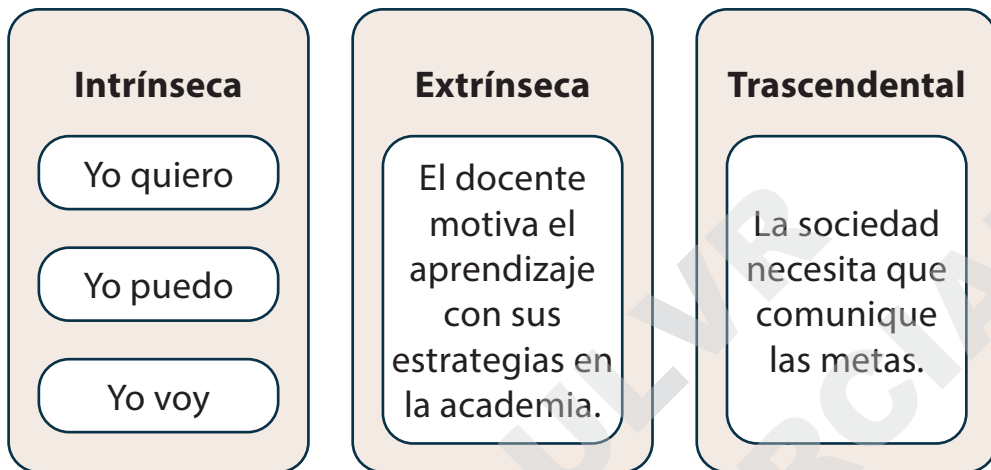 Intrínseca
Yo quiero
Yo puedo
Yo voy
Extrínseca
El docente
motiva el
aprendizaje
con sus
estrategias en
la academia.
Trascendental
La sociedad
necesita que
comunique
las metas.
ULVR